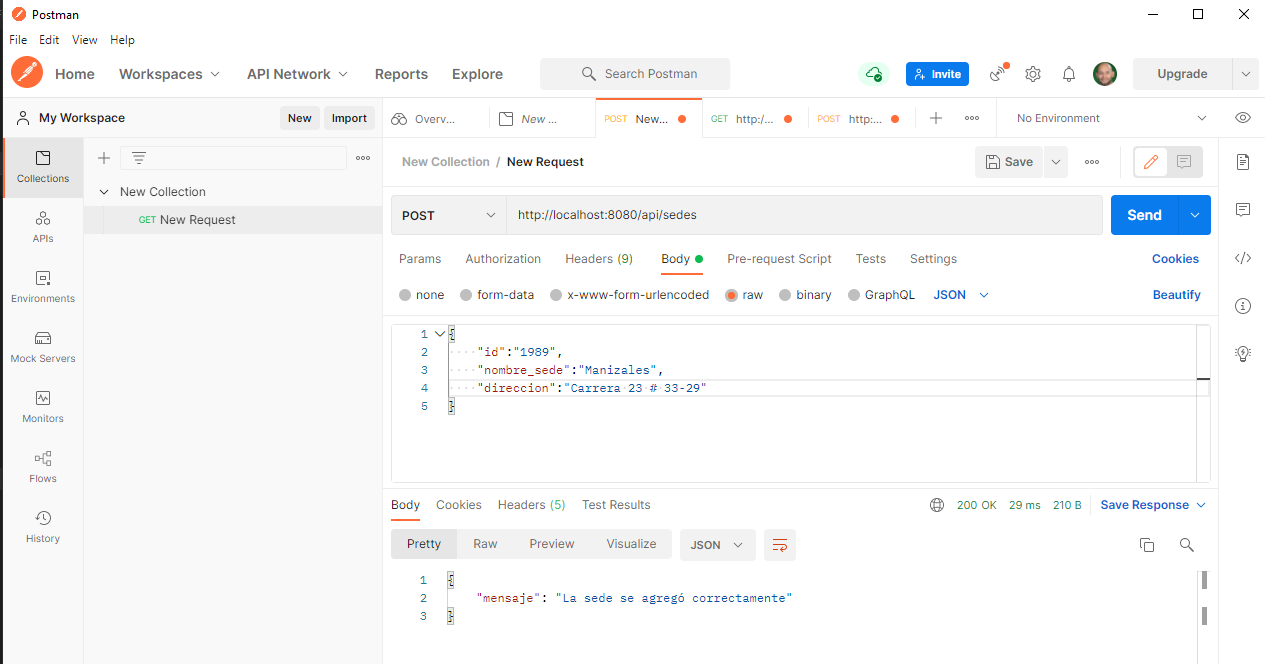 Postman
File Edit View Help
Home Workspaces API Network Reports Explore Search Postman Invite Upgrade
My Workspace New Import Overv... New ... POST New... GET http:/... POST http:... No Environment
Collections
APIs
Environments
Mock Servers
Monitors
Flows
History
New Collection
GET New Request
New Collection / New Request Save
POST http://localhost:8080/api/sedes Send
Params Authorization Headers (9) Body Pre-request Script Tests Settings Cookies
none form-data x-www-form-urlencoded raw binary GraphQL JSON Beautify
1 {
2 "id":"1989",
3 "nombre_sede":"Manizales",
4 "direccion":"Carrera 23 # 33-29"
5 }
Body Cookies Headers (5) Test Results 200 OK 29 ms 210 B Save Response
Pretty Raw Preview Visualize JSON
1 {
2 "mensaje": "La sede se agregó correctamente"
3 }